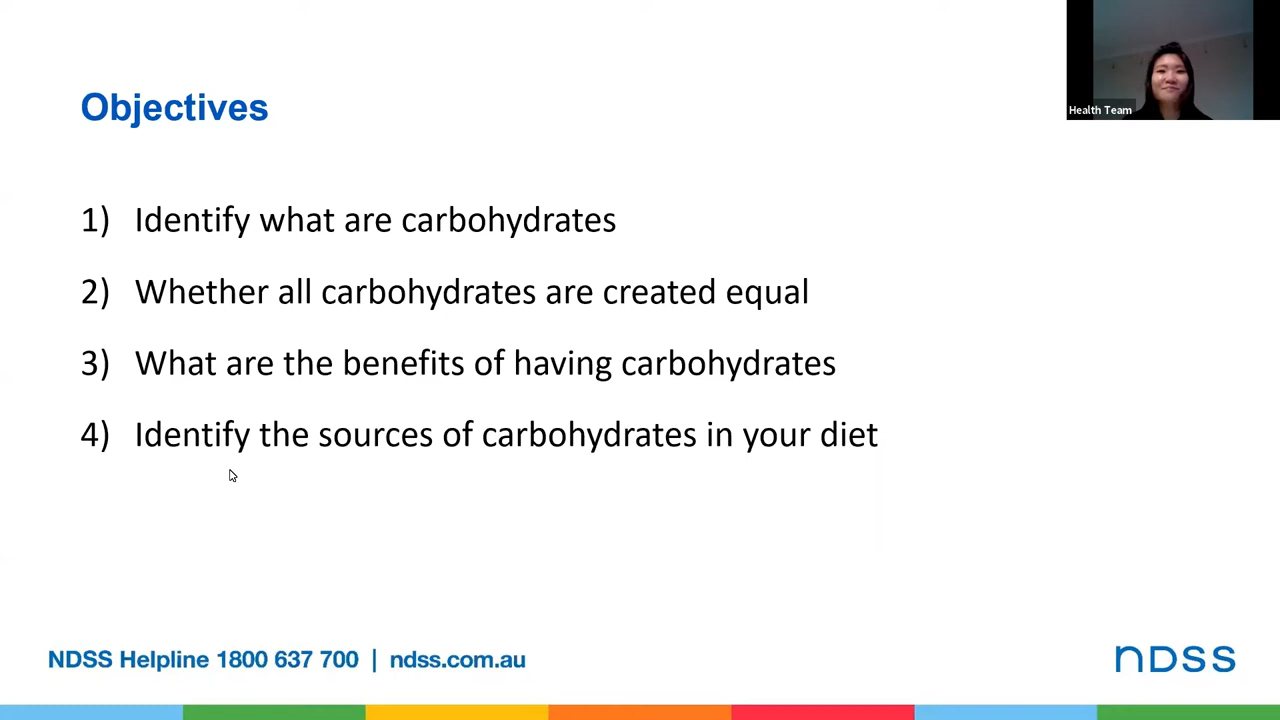 Health Team
Objectives
1) Identify what are carbohydrates
2) Whether all carbohydrates are created equal
3) What are the benefits of having carbohydrates
4) Identify the sources of carbohydrates in your diet
NDSS Helpline 1800 637 700 | ndss.com.au
ndss